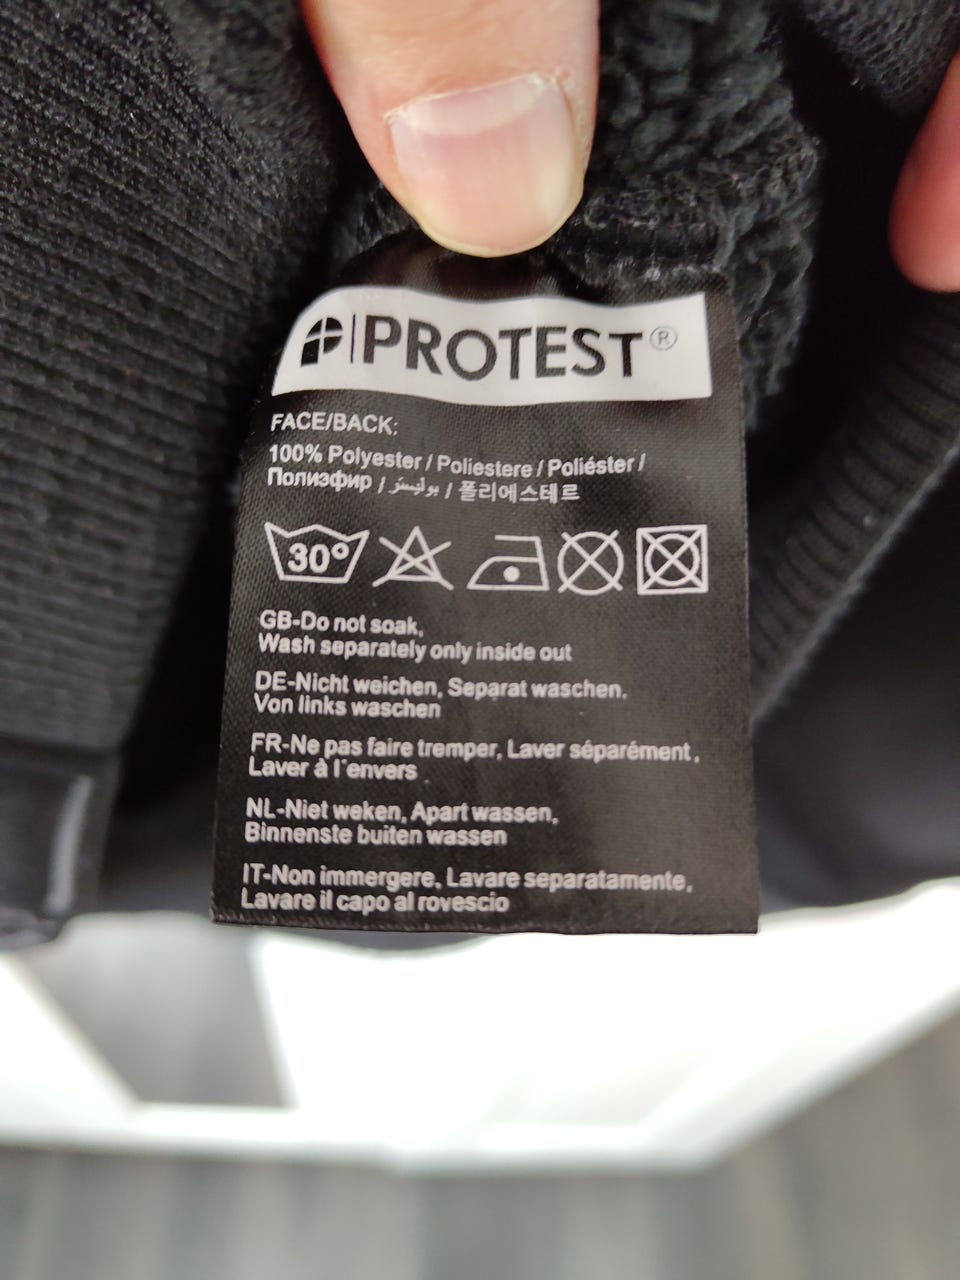 PROTEST®
FACE/BACK:
100% Polyester / Poliestere / Poliéster /
Полиэфир / بوليستر / 폴리에스테르
30°
GB-Do not soak,
Wash separately only inside out
DE-Nicht weichen, Separat waschen.
Von links waschen
FR-Ne pas faire tremper, Laver séparément,
Laver à l'envers
NL-Niet weken, Apart wassen,
Binnenste buiten wassen
IT-Non immergere, Lavare separatamente,
Lavare il capo al rovescio